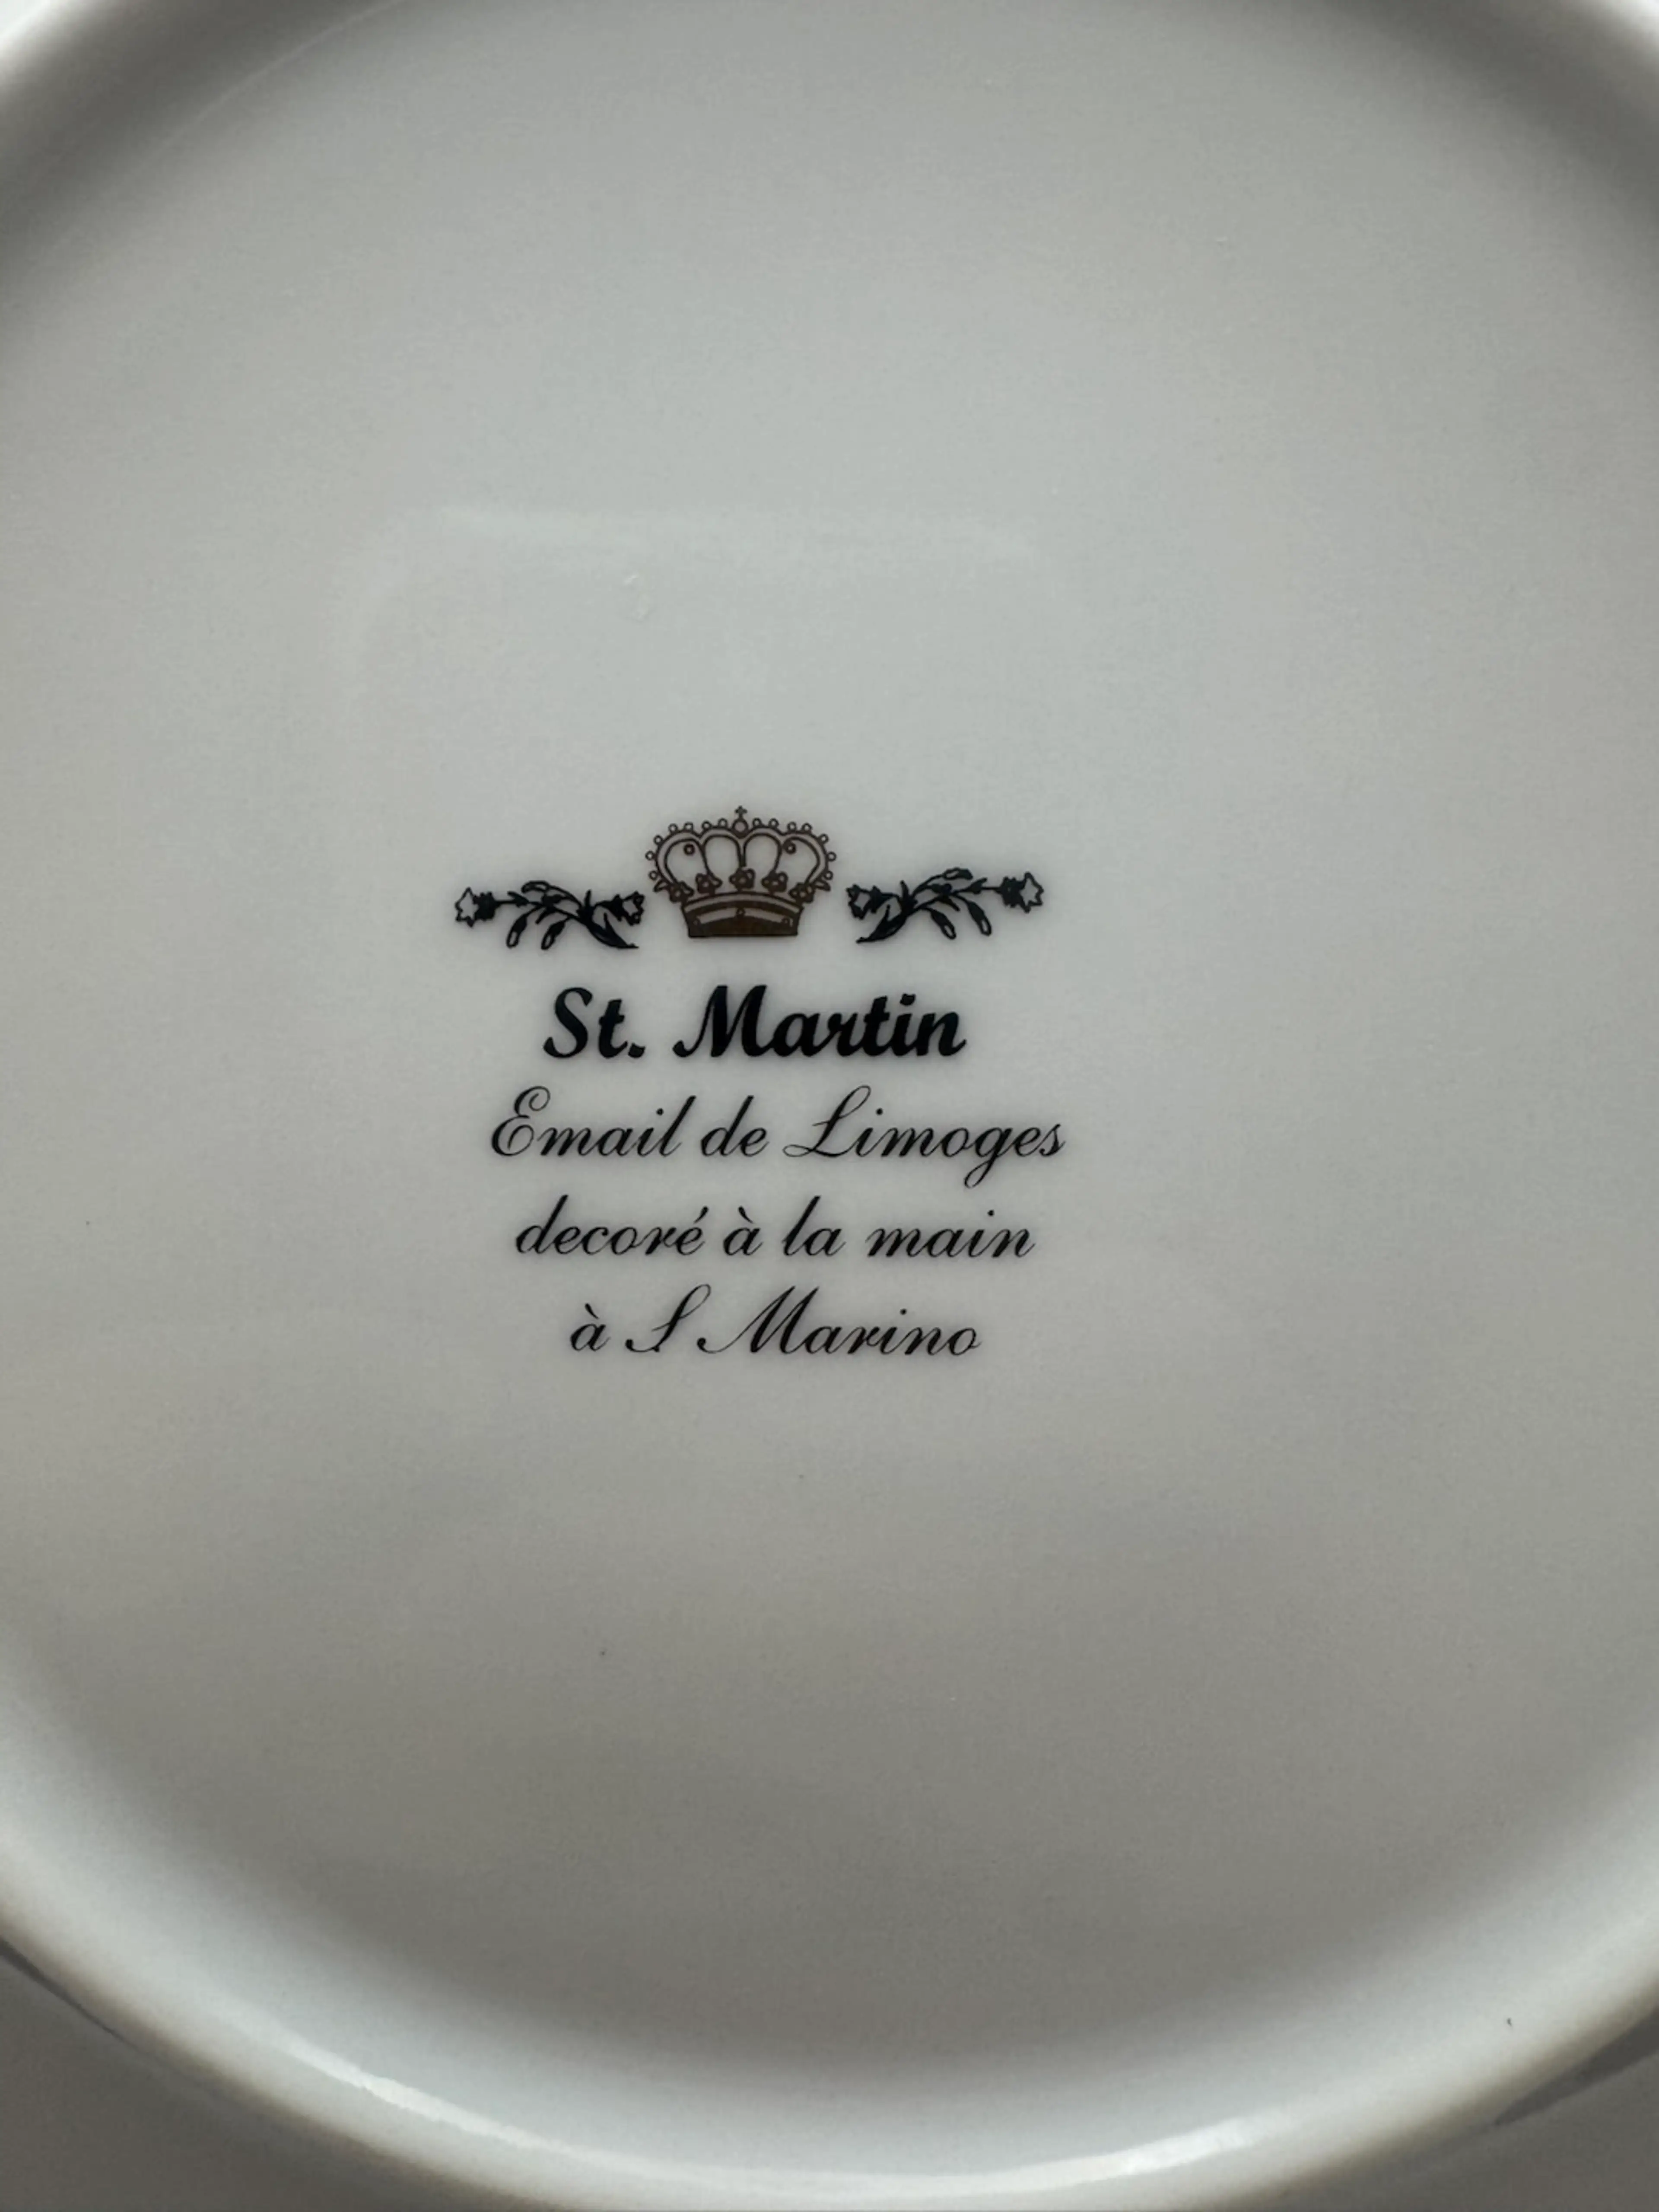 St. Martin
Email de Limoges
decoré à la main
à S Marino